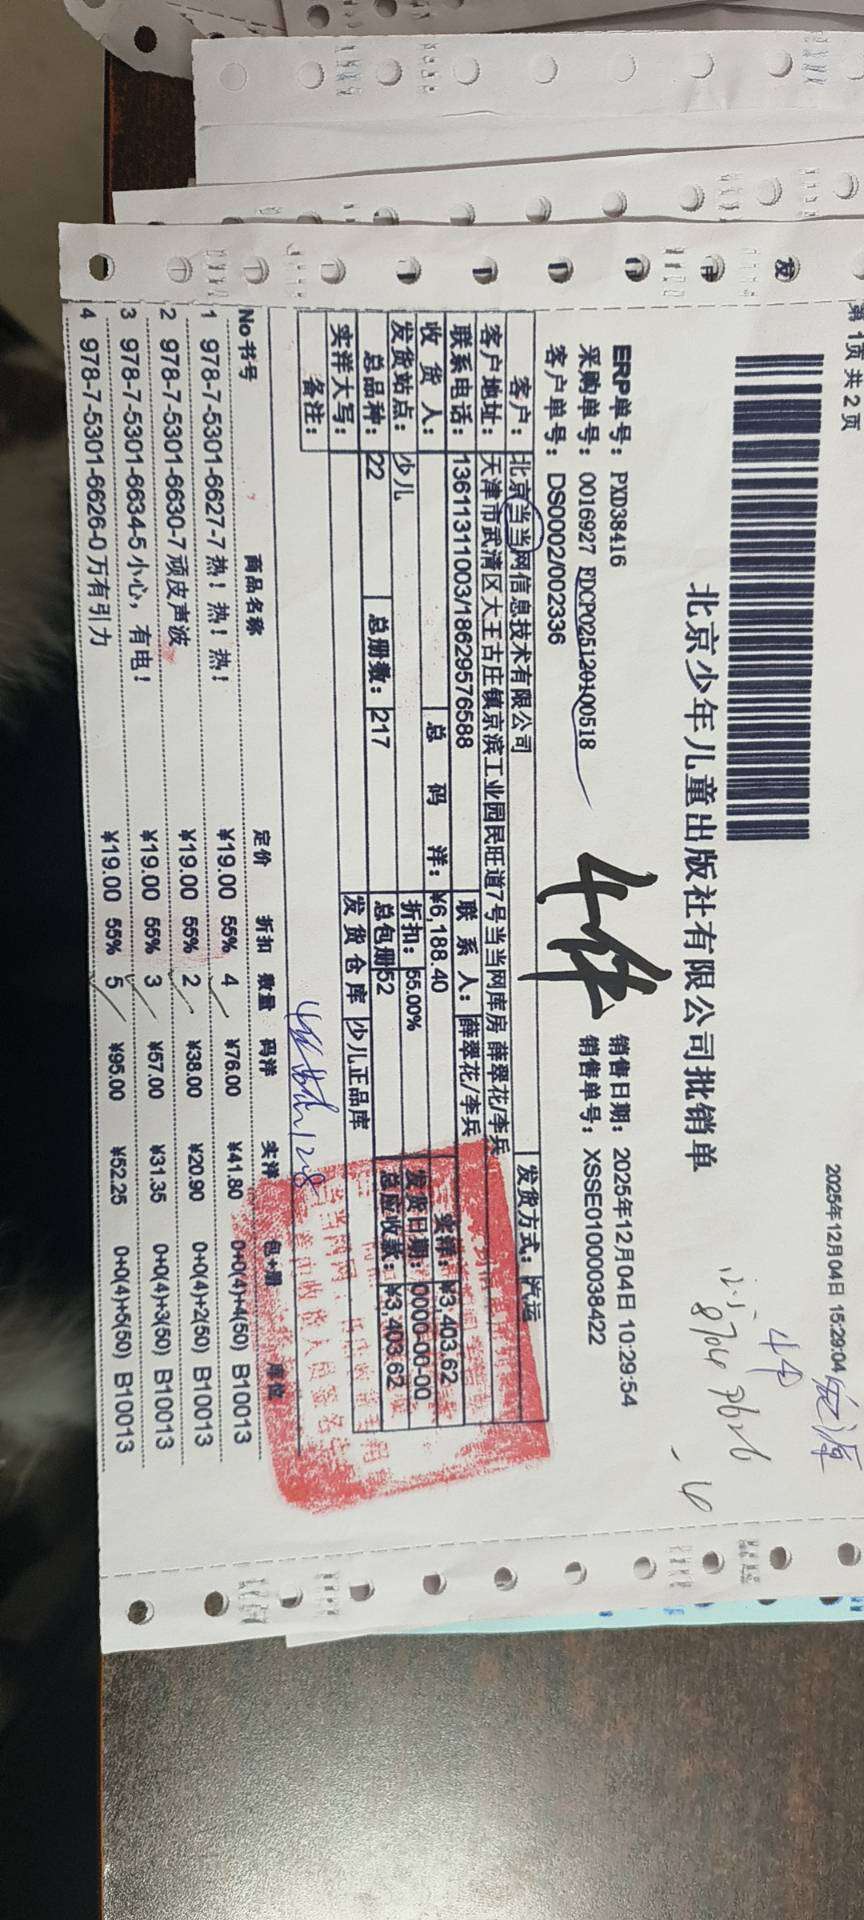 第 1页 共 2 页
2025年12月04日 15:29:04
北京少年儿童出版社有限公司批销单
ERP单号：PXD38416
4件
销售日期：2025年12月04日 10:29:54
采购单号：0016927 EDCP025120100518
销售单号：XSSE01000038422
客户单号：DS0002/002336
客户：北京当当网信息技术有限公司 发货方式：汽运
客户地址：天津市武清区大王古庄镇京滨工业园民旺道7号当当网库房 薛翠花/李兵
联系电话：13611311003/18629576588 联 系 人：薛翠花/李兵
收 货 人： 总 码 洋：¥6,188.40 实洋：¥3,403.62
发货站点：少儿 折扣：55.00% 发货日期：0000-00-00
总品种：22 总册数：217 总包册52 总应收款：¥3,403.62
实洋大写： 发 货 仓 库 少儿正品库
备注：
No 书号 商品名称 定价 折扣 数量 码洋 实洋 包+册 库位
1 978-7-5301-6627-7 热！热！热！ ¥19.00 55% 4 ¥76.00 ¥41.80 0+0(4)+4(50) B10013
2 978-7-5301-6630-7 顽皮声波 ¥19.00 55% 2 ¥38.00 ¥20.90 0+0(4)+2(50) B10013
3 978-7-5301-6634-5 小心，有电！ ¥19.00 55% 3 ¥57.00 ¥31.35 0+0(4)+3(50) B10013
4 978-7-5301-6626-0 万有引力 ¥19.00 55% 5 ¥95.00 ¥52.25 0+0(4)+5(50) B10013